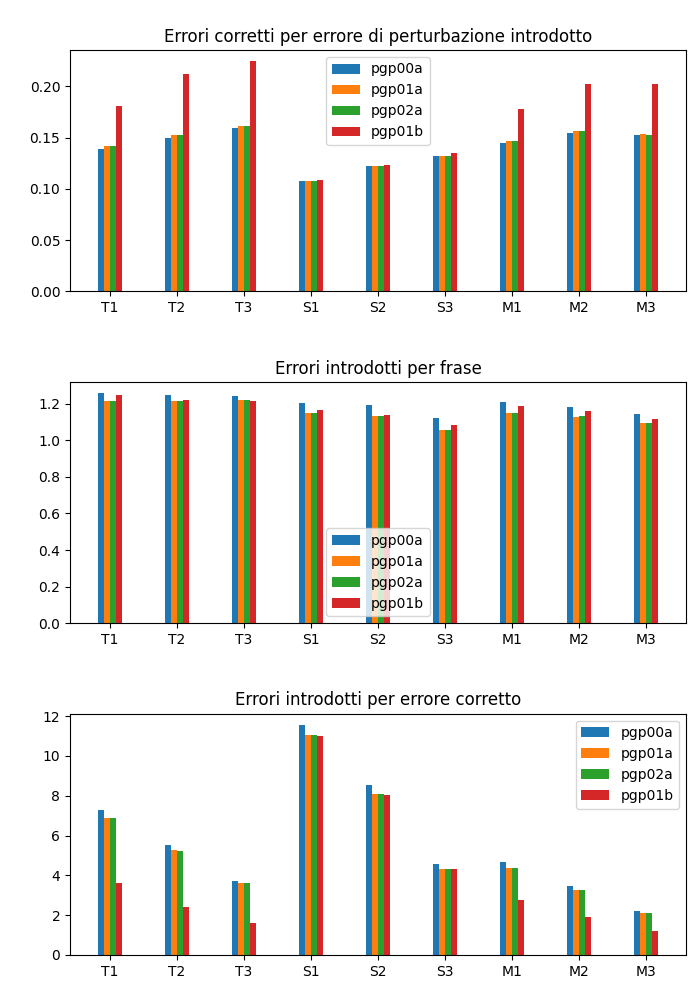 Errori corretti per errore di perturbazione introdotto
pgp00a
pgp01a
pgp02a
pgp01b
0.20
0.15
0.10
0.05
0.00
T1 T2 T3 S1 S2 S3 M1 M2 M3
Errori introdotti per frase
1.2
1.0
0.8
0.6
0.4
0.2
0.0
pgp00a
pgp01a
pgp02a
pgp01b
T1 T2 T3 S1 S2 S3 M1 M2 M3
Errori introdotti per errore corretto
12
10
8
6
4
2
0
pgp00a
pgp01a
pgp02a
pgp01b
T1 T2 T3 S1 S2 S3 M1 M2 M3